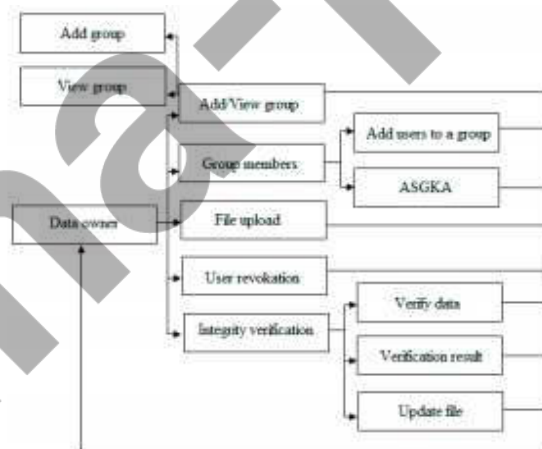 Add group
View group
Add/View group
Add users to a group
Group members
ASGKA
Data owner
File upload
User revokation
Verify data
Integrity verification
Verification result
Update file